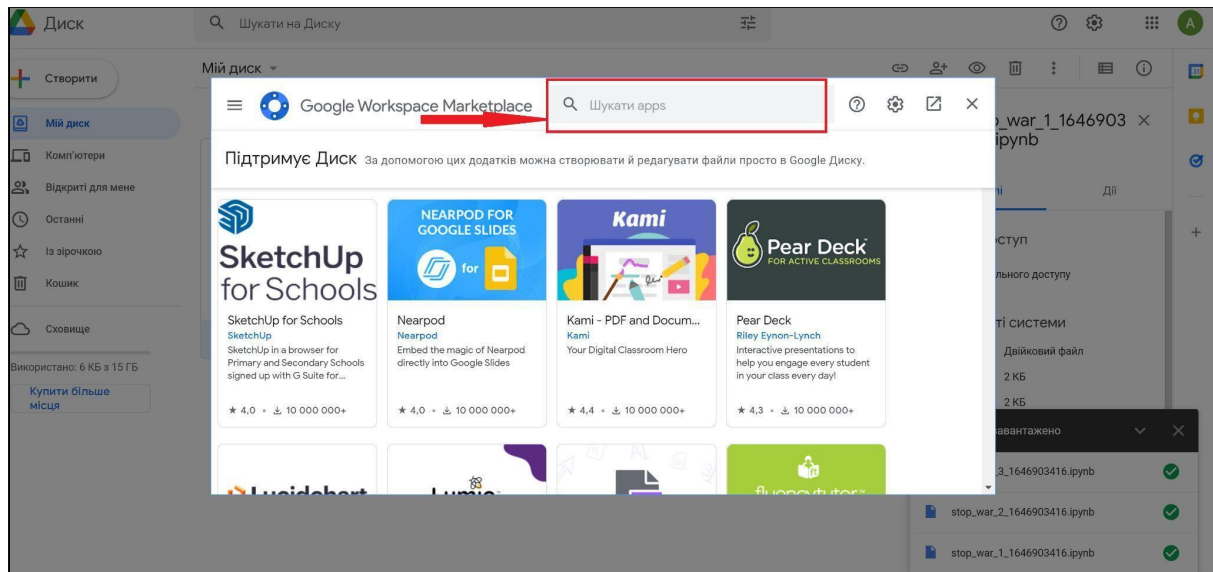 Диск
Шукати на Диску
A
Створити
Мій диск
Мій диск
Комп'ютери
Відкриті для мене
Останні
Із зірочкою
Кошик
Сховище
Використано: 6 КБ з 15 ГБ
Купити більше
місця
Google Workspace Marketplace
Шукати apps
Підтримує Диск За допомогою цих додатків можна створювати й редагувати файли просто в Google Диску.
SketchUp
for Schools
SketchUp for Schools
SketchUp
SketchUp in a browser for
Primary and Secondary Schools
signed up with G Suite for...
★ 4,0 • 10 000 000+
NEARPOD FOR
GOOGLE SLIDES
for
Nearpod
Nearpod
Embed the magic of Nearpod
directly into Google Slides
★ 4,0 • 10 000 000+
Kami
Kami - PDF and Docum...
Kami
Your Digital Classroom Hero
★ 4,4 • 10 000 000+
Pear Deck
FOR ACTIVE CLASSROOMS
Pear Deck
Riley Eynon-Lynch
Interactive presentations to
help you engage every student
in your class every day!
★ 4,3 • 10 000 000+
_war_1_1646903
ipynb
Дії
Двійковий файл
2 КБ
2 КБ
_3_1646903416.ipynb
stop_war_2_1646903416.ipynb
stop_war_1_1646903416.ipynb